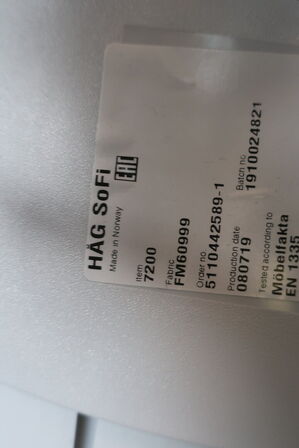 HÅG SoFi
Made in Norway
EAC
Item
7200
Fabric
FM60999
Order no
5110442589-1
Production date
080719
Batch no
1910024821
Tested according to
Möbelfakta
EN 1335